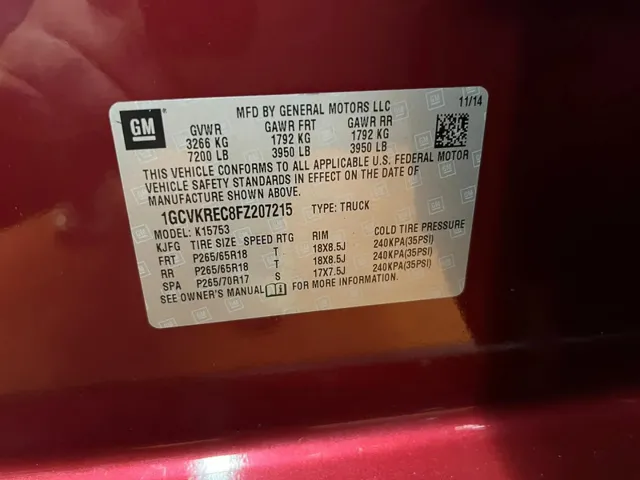 MFD BY GENERAL MOTORS LLC 11/14
GM ® GVWR GAWR FRT GAWR RR
3266 KG 1792 KG 1792 KG
7200 LB 3950 LB 3950 LB
THIS VEHICLE CONFORMS TO ALL APPLICABLE U.S. FEDERAL MOTOR
VEHICLE SAFETY STANDARDS IN EFFECT ON THE DATE OF
MANUFACTURE SHOWN ABOVE.
1GCVKREC8FZ207215 TYPE: TRUCK
MODEL: K15753
KJFG TIRE SIZE SPEED RTG RIM COLD TIRE PRESSURE
FRT P265/65R18 T 18X8.5J 240KPA(35PSI)
RR P265/65R18 T 18X8.5J 240KPA(35PSI)
SPA P265/70R17 S 17X7.5J 240KPA(35PSI)
SEE OWNER'S MANUAL FOR MORE INFORMATION.